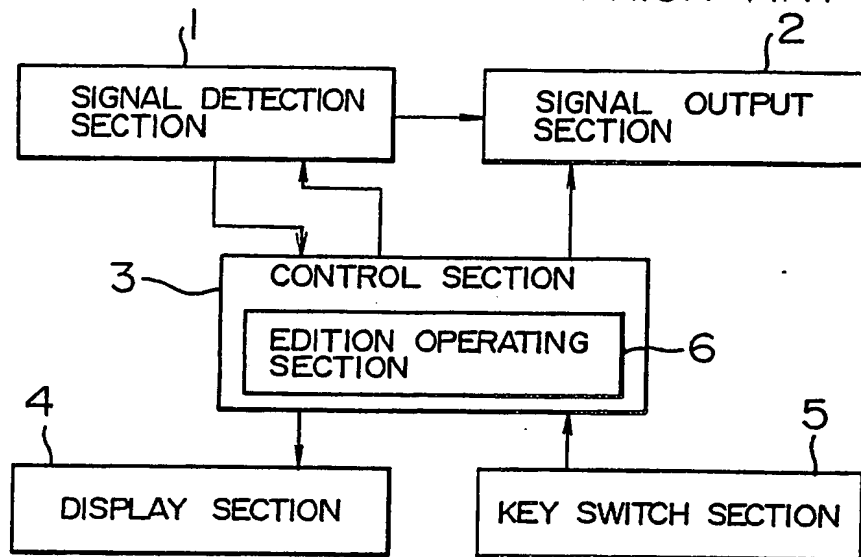 1
2
SIGNAL DETECTION
SECTION
SIGNAL OUTPUT
SECTION
3
CONTROL SECTION
EDITION OPERATING
SECTION
6
4
5
DISPLAY SECTION
KEY SWITCH SECTION